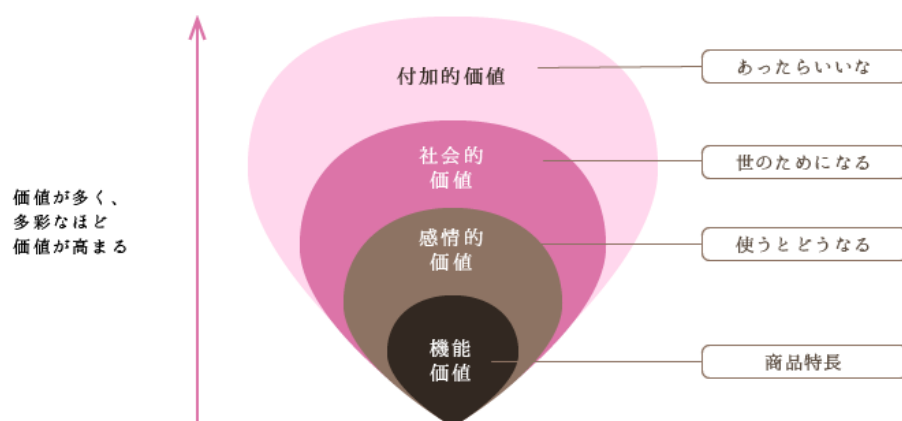 付加的価値
あったらいいな
社会的
価値
世のためになる
価値が多く、
多彩なほど
価値が高まる
感情的
価値
使うとどうなる
機能
価値
商品特長